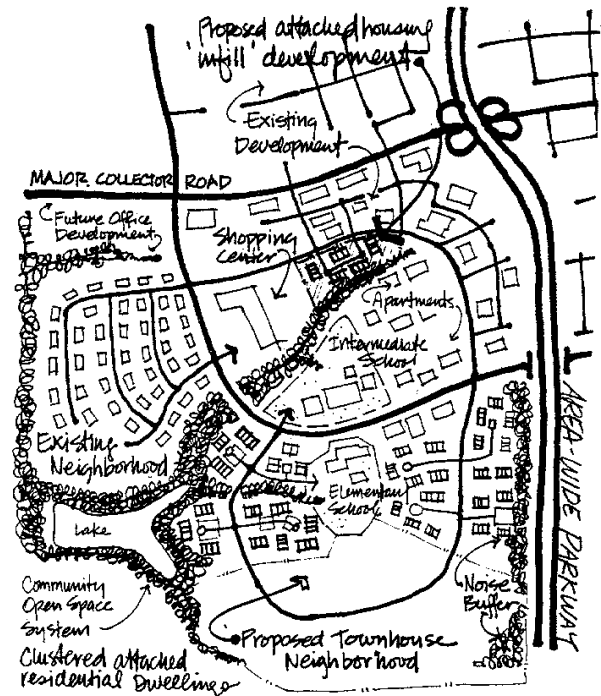 Proposed attached housing
'infill' development
Existing
Development
MAJOR COLLECTOR ROAD
Future Office
Development
Shopping
Center
Apartments
Intermediate
School
Existing
Neighborhood
Elementary
School
Lake
AREA-WIDE PARKWAY
Community
Open Space
System
Noise
Buffer
Proposed Townhouse
Neighborhood
Clustered attached
residential Dwellings